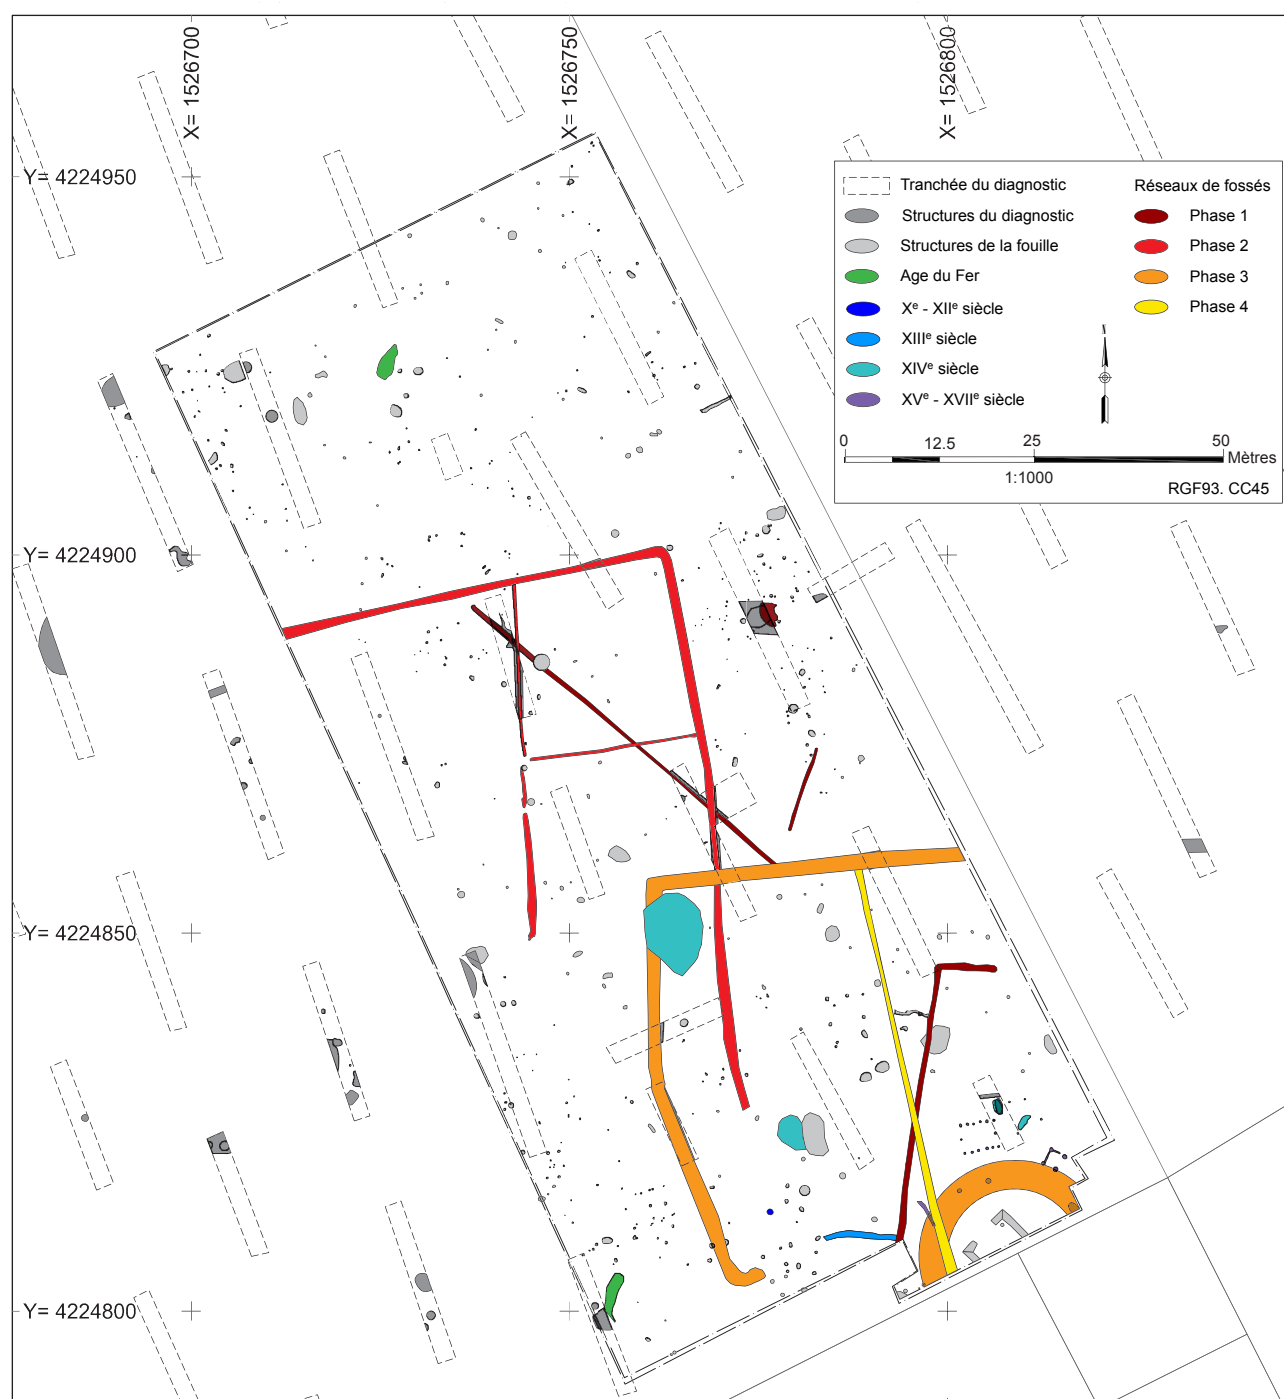 X= 1526700
X= 1526750
X= 1526800
Y= 4224950
Y= 4224900
Y= 4224850
Y= 4224800
Tranchée du diagnostic
Structures du diagnostic
Structures de la fouille
Age du Fer
Xᵉ - XIIᵉ siècle
XIIIᵉ siècle
XIVᵉ siècle
XVᵉ - XVIIᵉ siècle
Réseaux de fossés
Phase 1
Phase 2
Phase 3
Phase 4
0 12.5 25 50
Mètres
1:1000
RGF93. CC45